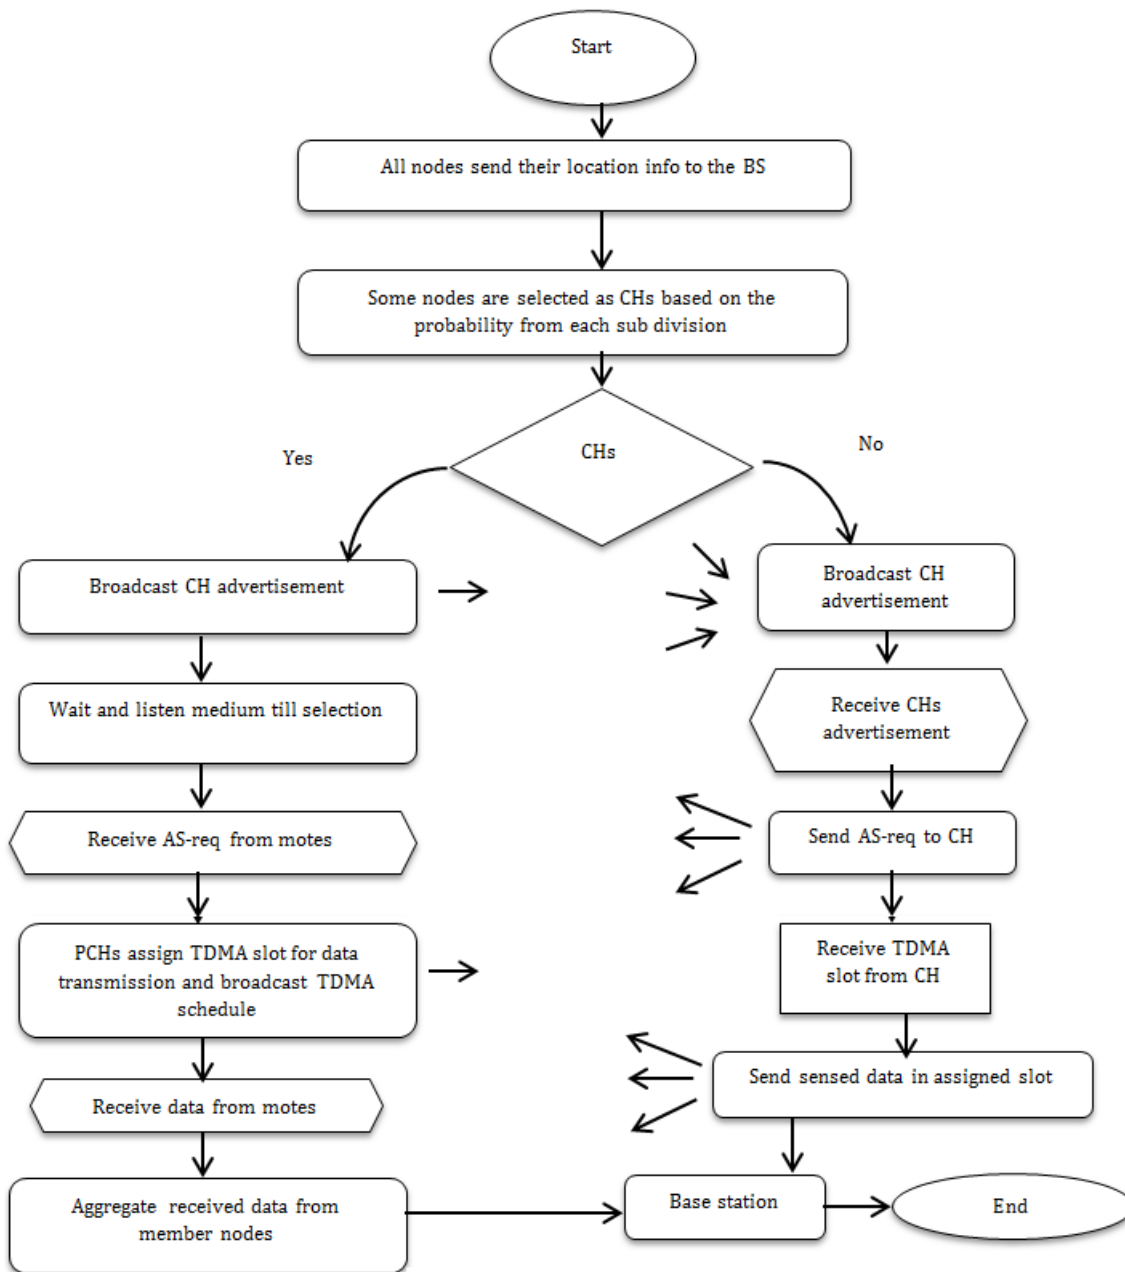 Start
All nodes send their location info to the BS
Some nodes are selected as CHs based on the
probability from each sub division
CHs
Yes
No
Broadcast CH advertisement
Wait and listen medium till selection
Receive AS-req from motes
PCHs assign TDMA slot for data
transmission and broadcast TDMA
schedule
Receive data from motes
Aggregate received data from
member nodes
Broadcast CH
advertisement
Receive CHs
advertisement
Send AS-req to CH
Receive TDMA
slot from CH
Send sensed data in assigned slot
Base station
End